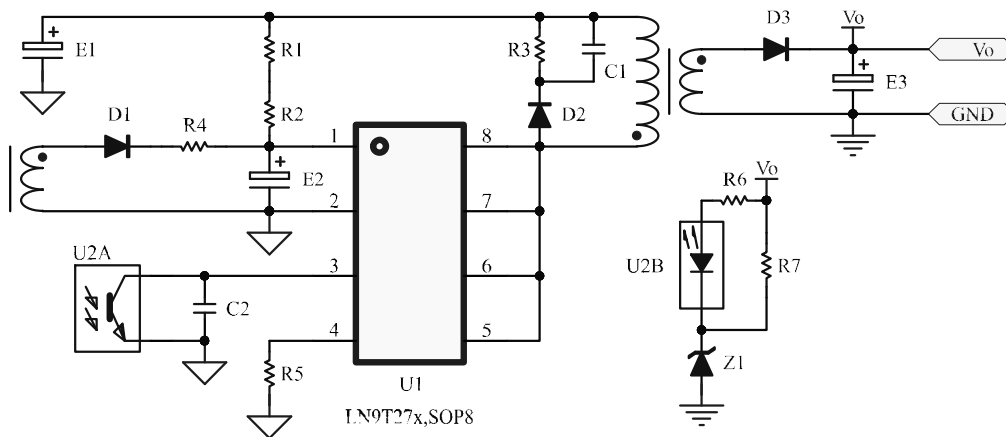 D3
Vo
E1
R1
R3
C1
Vo
E3
D1
R2
D2
GND
R4
1
8
E2
2
7
Vo
R6
U2A
U2B
R7
3
6
C2
4
5
R5
Z1
U1
LN9T27x,SOP8